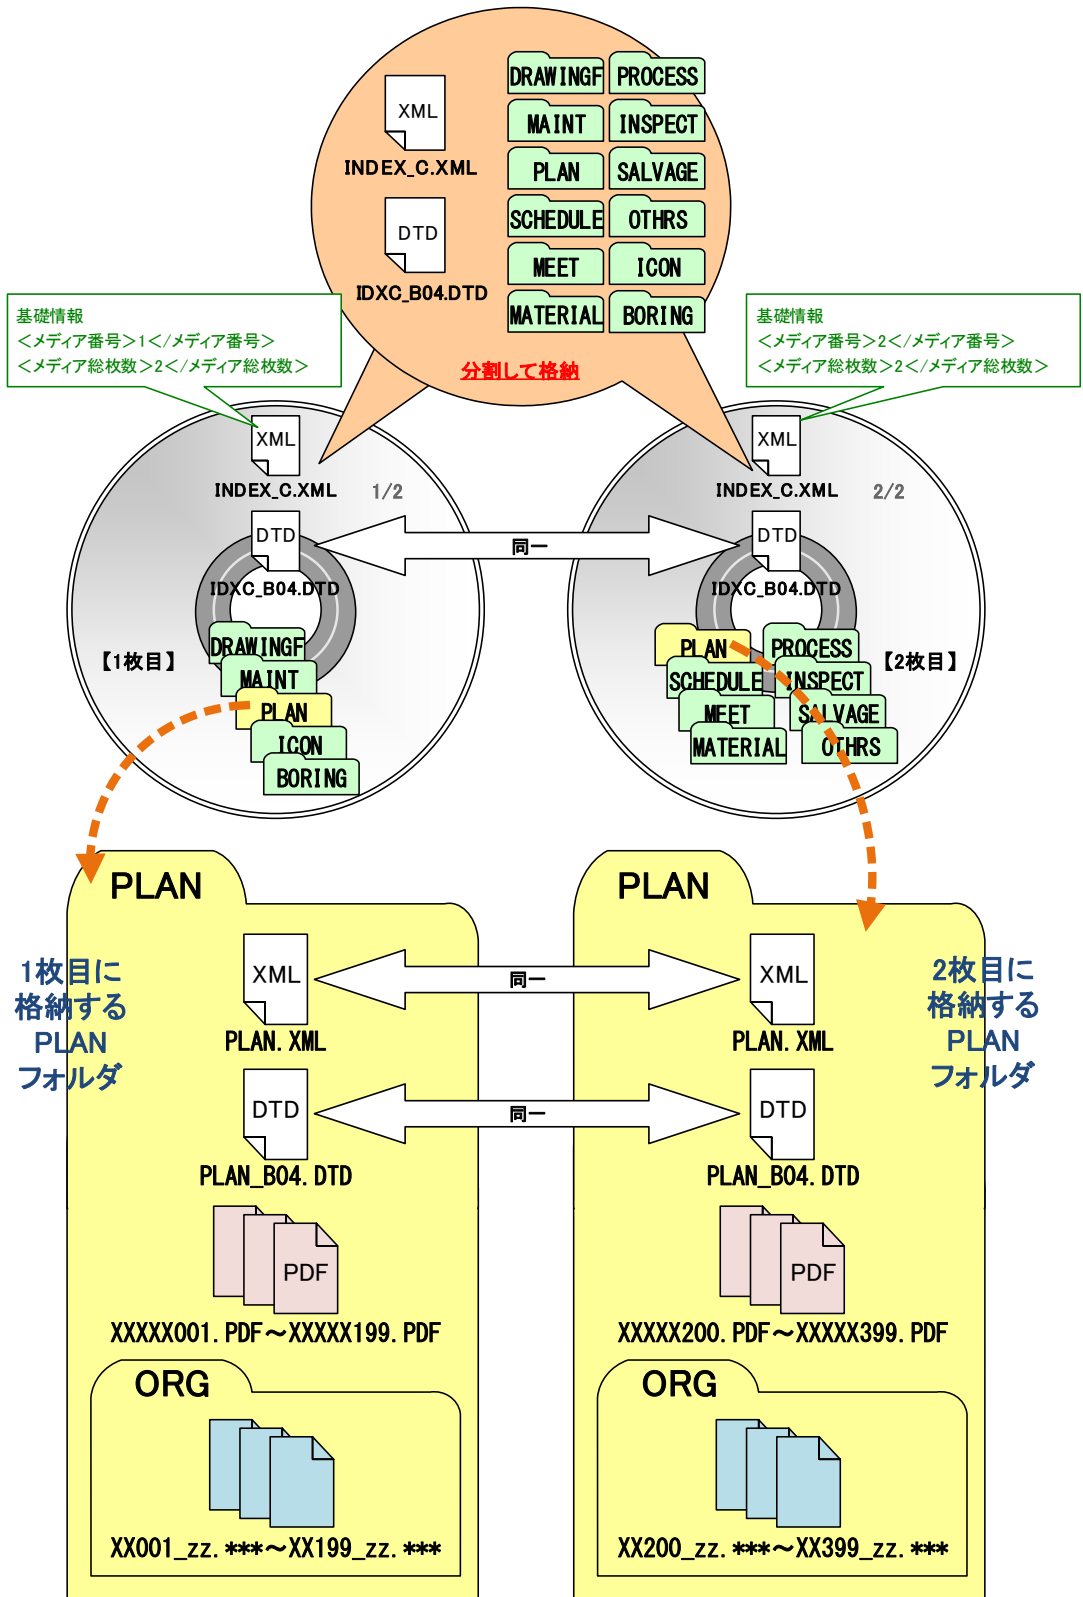 XML
INDEX_C.XML
DTD
IDXC_B04.DTD
DRAWINGF PROCESS
MAINT INSPECT
PLAN SALVAGE
SCHEDULE OTHRS
MEET ICON
MATERIAL BORING
分割して格納
基礎情報
<メディア番号>1</メディア番号>
<メディア総枚数>2</メディア総枚数>
基礎情報
<メディア番号>2</メディア番号>
<メディア総枚数>2</メディア総枚数>
XML
INDEX_C.XML 1/2
DTD
IDXC_B04.DTD
【1枚目】
DRAWINGF
MAINT
PLAN
ICON
BORING
同一
XML
INDEX_C.XML 2/2
DTD
IDXC_B04.DTD
【2枚目】
PLAN PROCESS
SCHEDULE INSPECT
MEET SALVAGE
MATERIAL OTHRS
PLAN
1枚目に
格納する
PLAN
フォルダ
XML
PLAN.XML
DTD
PLAN_B04.DTD
PDF
XXXXX001.PDF～XXXXX199.PDF
ORG
XX001_zz.***～XX199_zz.***
同一
同一
PLAN
2枚目に
格納する
PLAN
フォルダ
XML
PLAN.XML
DTD
PLAN_B04.DTD
PDF
XXXXX200.PDF～XXXXX399.PDF
ORG
XX200_zz.***～XX399_zz.***